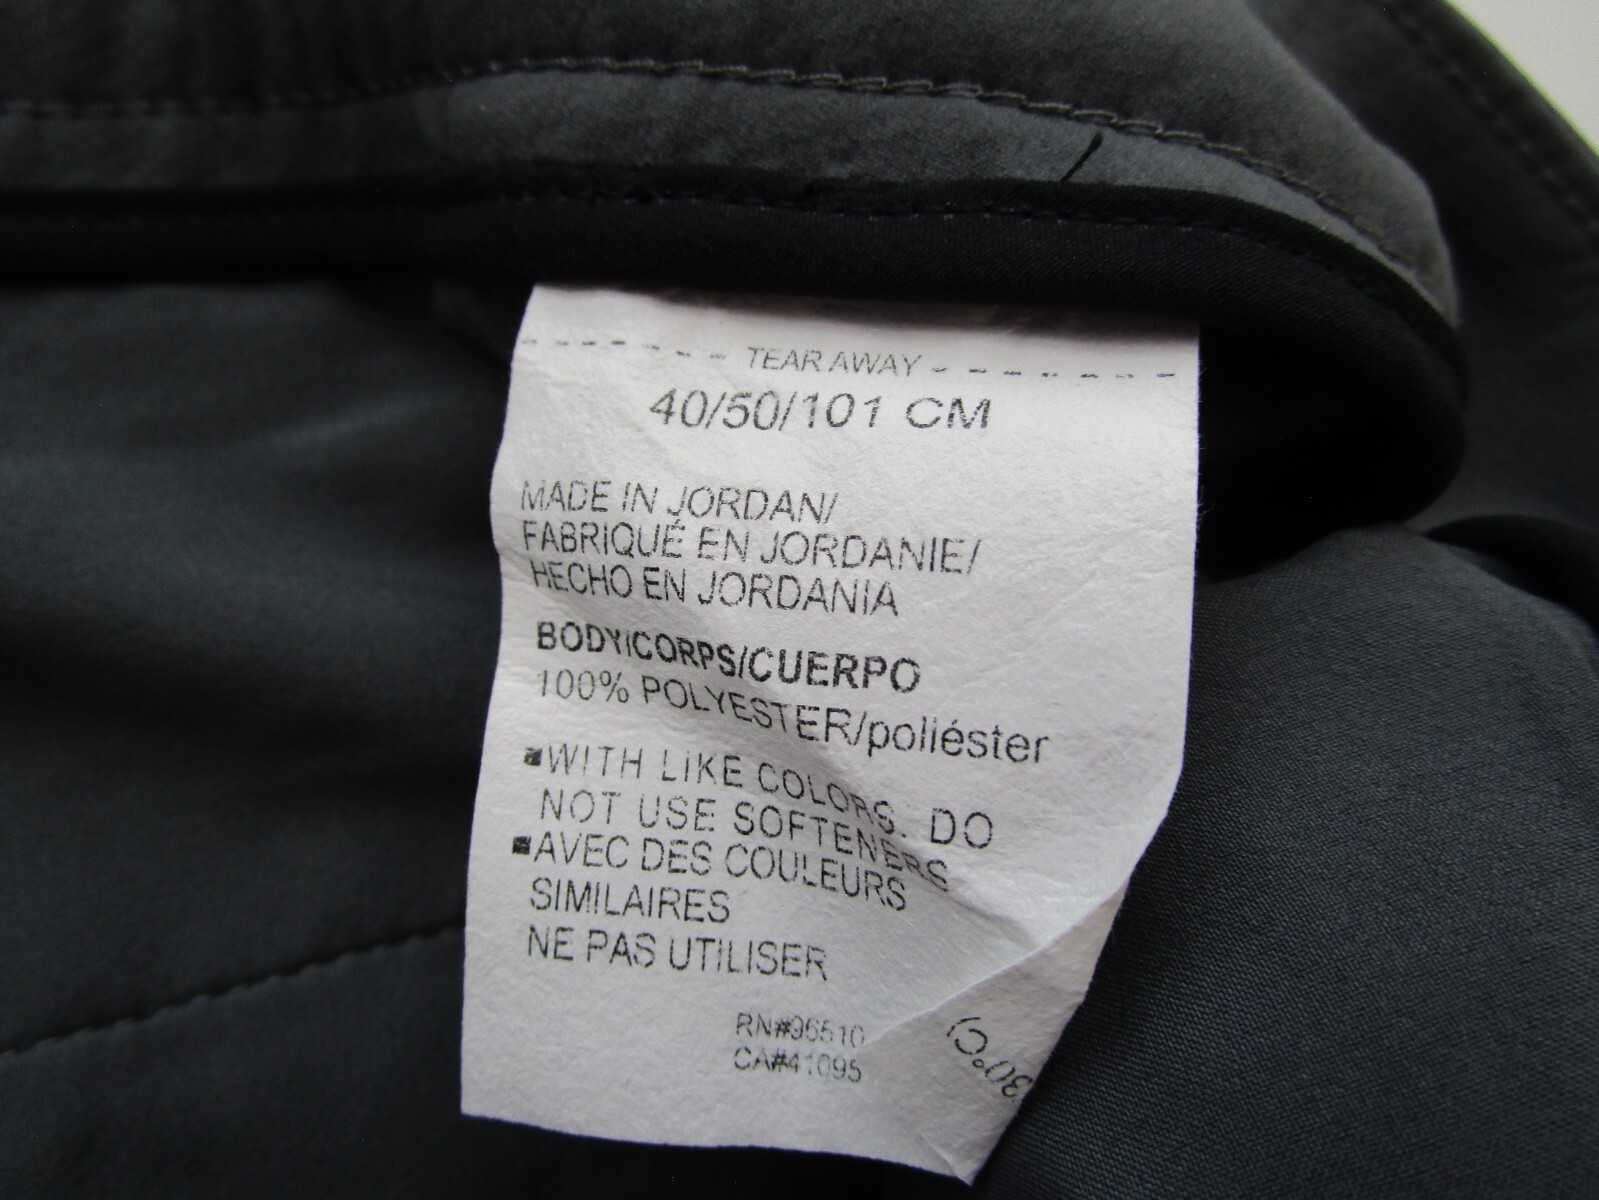 TEAR AWAY
40/50/101 CM
MADE IN JORDAN/
FABRIQUÉ EN JORDANIE/
HECHO EN JORDANIA
BODY/CORPS/CUERPO
100% POLYESTER/poliéster
WITH LIKE COLORS. DO
NOT USE SOFTENERS
AVEC DES COULEURS
SIMILAIRES
NE PAS UTILISER
RN#96510
CA#41095
30°C)